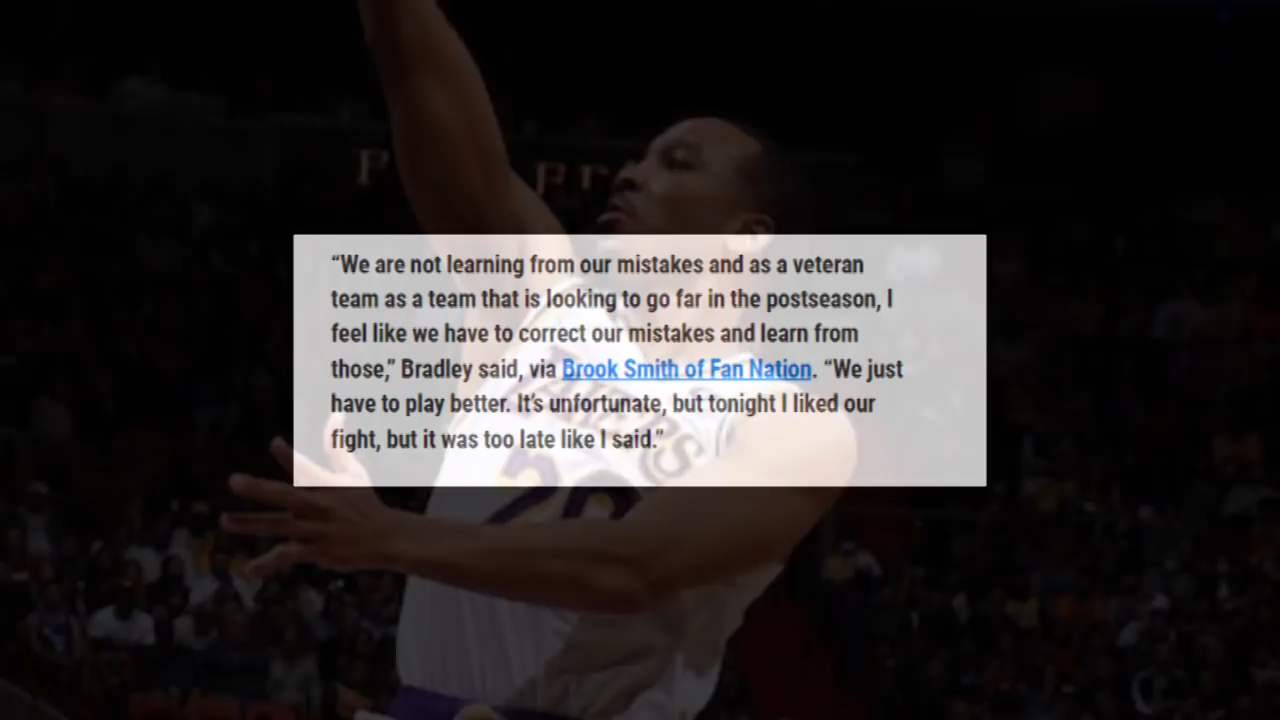 “We are not learning from our mistakes and as a veteran
team as a team that is looking to go far in the postseason, I
feel like we have to correct our mistakes and learn from
those,” Bradley said, via Brook Smith of Fan Nation. “We just
have to play better. It’s unfortunate, but tonight I liked our
fight, but it was too late like I said.”
LAKERS
20